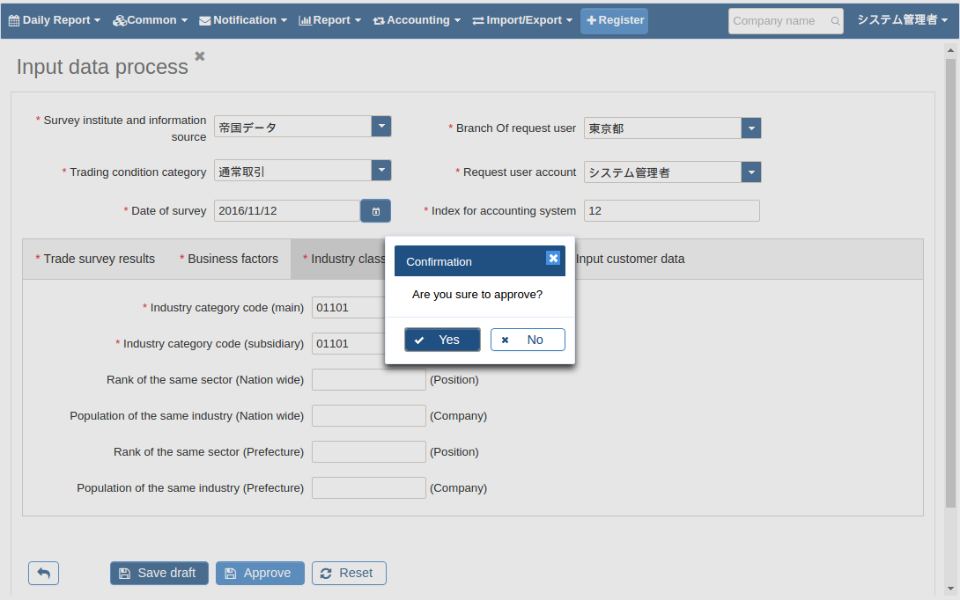 Daily Report Common Notification Report Accounting Import/Export Register Company name システム管理者
Input data process
* Survey institute and information source 帝国データ * Branch Of request user 東京都
* Trading condition category 通常取引 * Request user account システム管理者
* Date of survey 2016/11/12 * Index for accounting system 12
* Trade survey results * Business factors * Industry class Input customer data
Confirmation
Are you sure to approve?
Yes No
* Industry category code (main) 01101
* Industry category code (subsidiary) 01101
Rank of the same sector (Nation wide) (Position)
Population of the same industry (Nation wide) (Company)
Rank of the same sector (Prefecture) (Position)
Population of the same industry (Prefecture) (Company)
Save draft Approve Reset